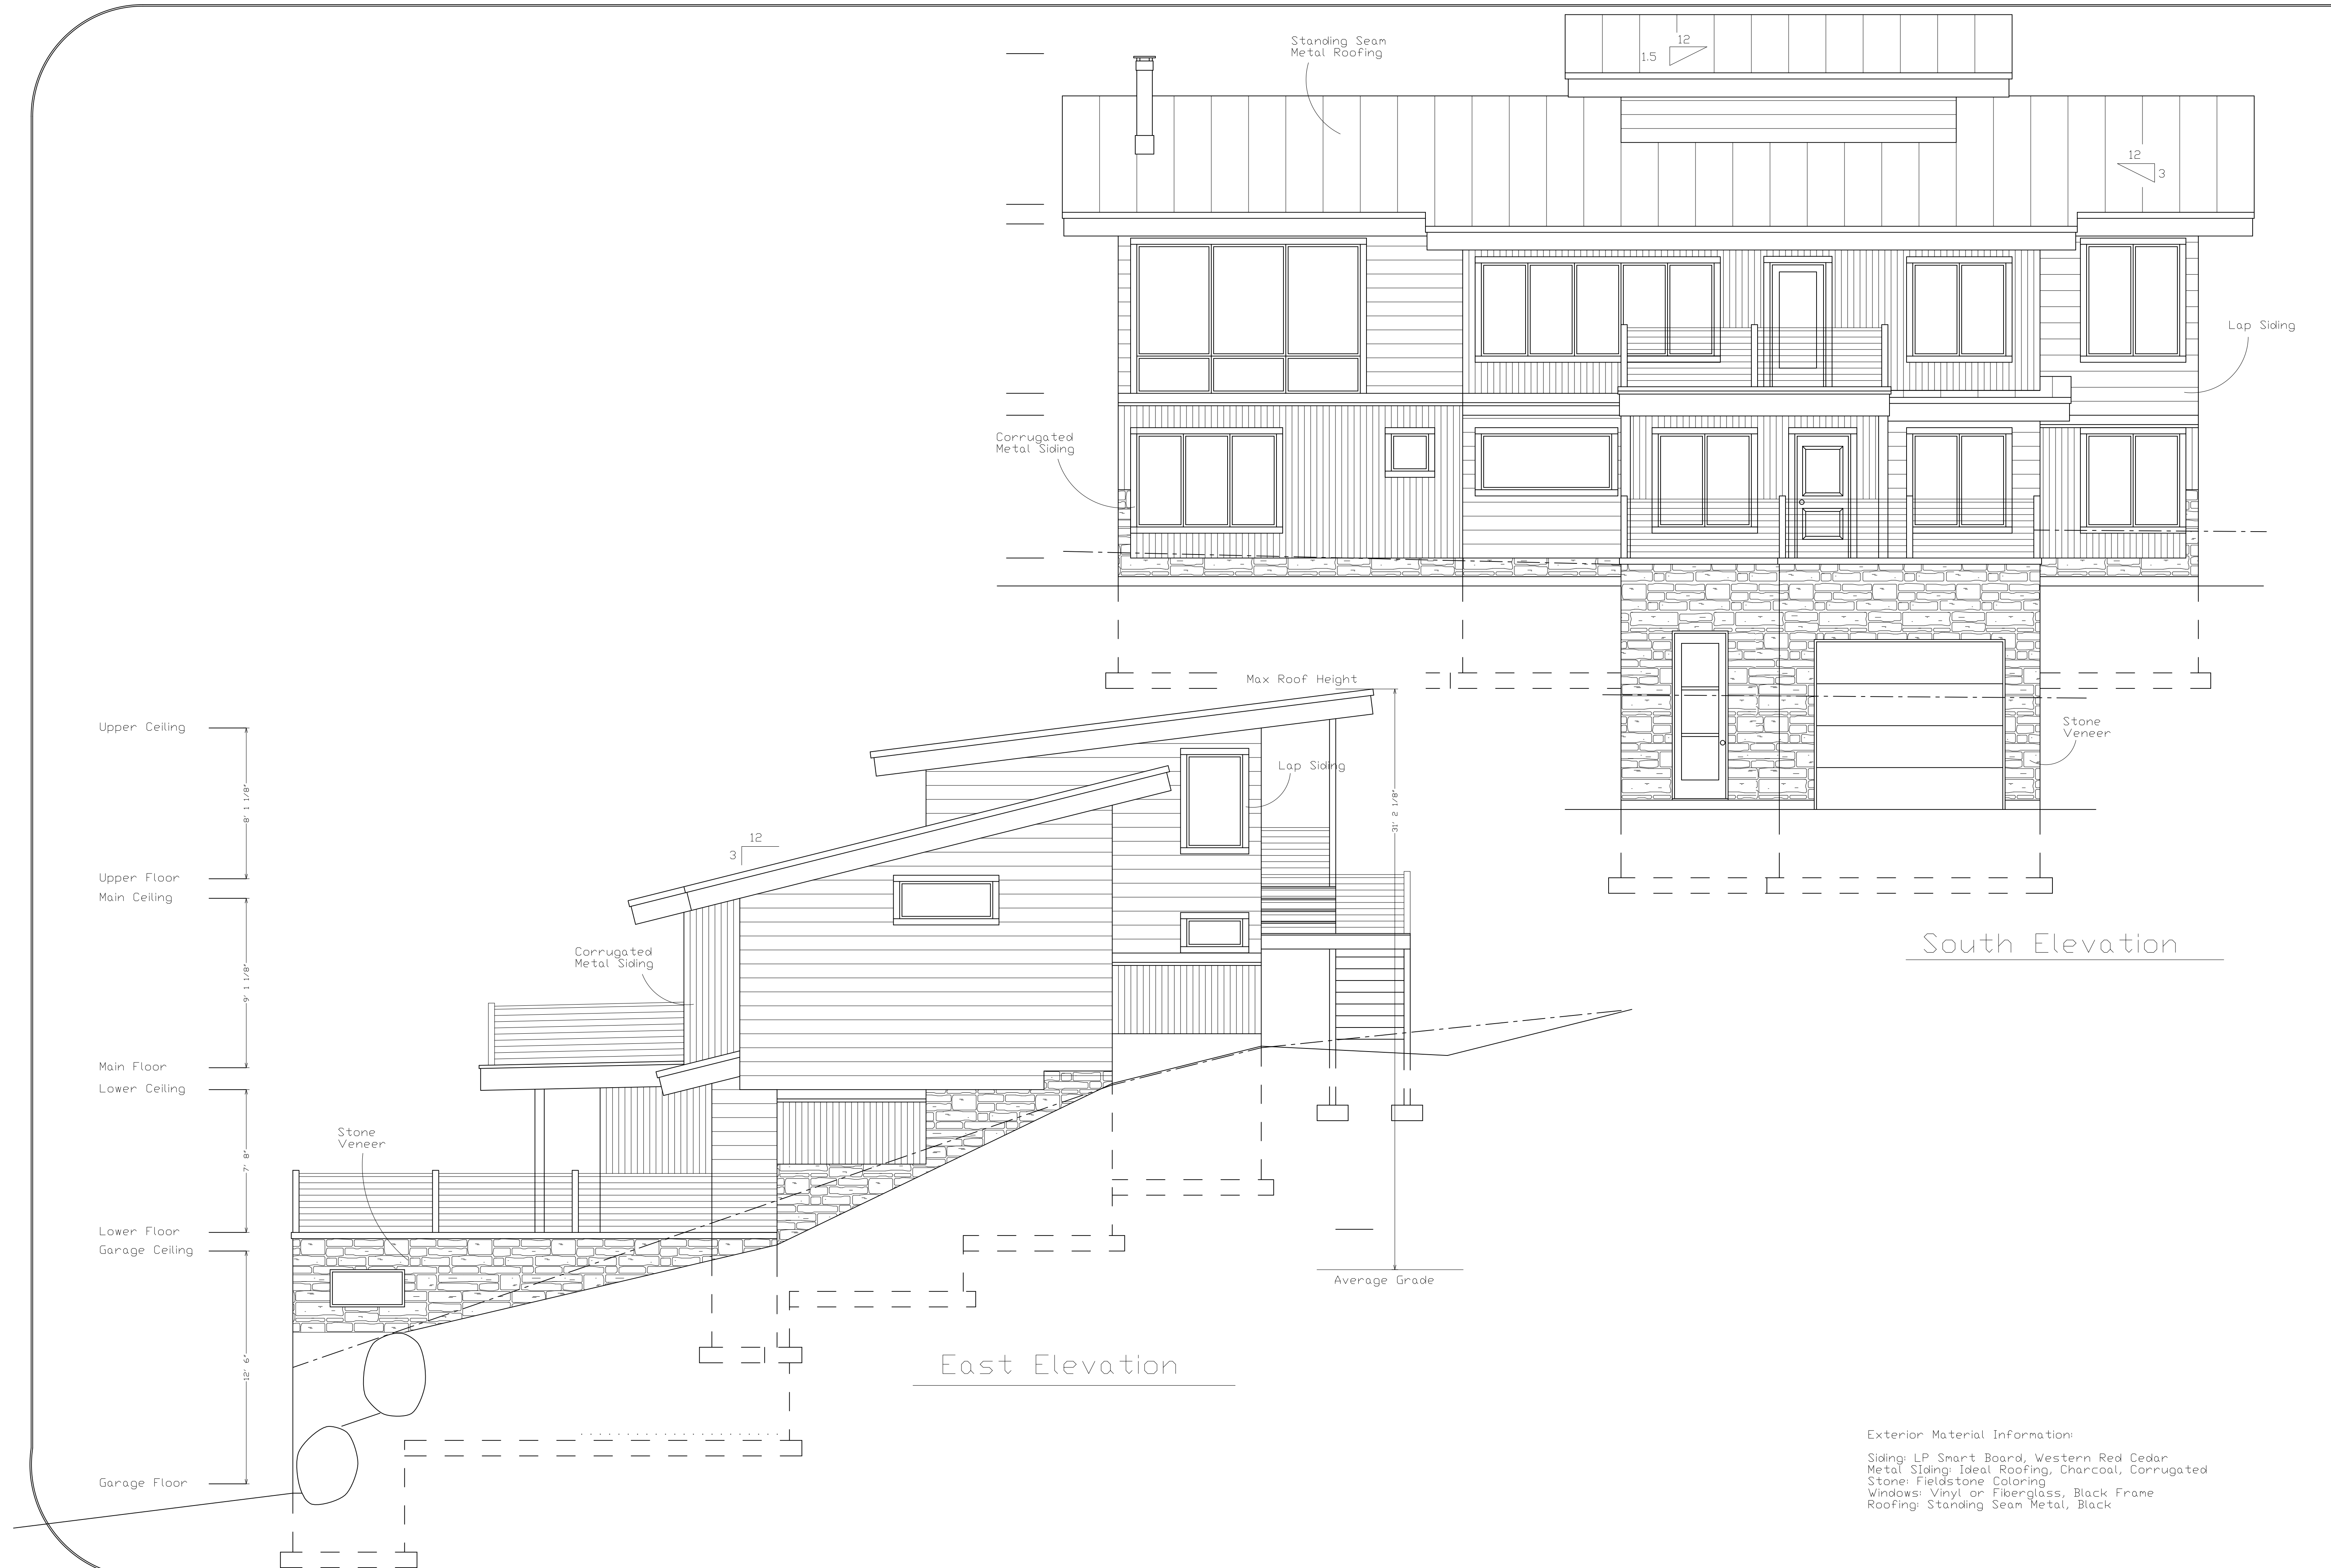 Standing Seam
Metal Roofing
12
1.5
12
3
Lap Siding
Corrugated
Metal Siding
Stone
Veneer
South Elevation
Max Roof Height
Upper Ceiling
8' 1 1/8"
Upper Floor
Main Ceiling
9' 1 1/8"
Main Floor
Lower Ceiling
7' 8"
Lower Floor
Garage Ceiling
12' 6"
Garage Floor
Lap Siding
31' 2 1/8"
12
3
Corrugated
Metal Siding
Stone
Veneer
Average Grade
East Elevation
Exterior Material Information:
Siding: LP Smart Board, Western Red Cedar
Metal SIding: Ideal Roofing, Charcoal, Corrugated
Stone: Fieldstone Coloring
Windows: Vinyl or Fiberglass, Black Frame
Roofing: Standing Seam Metal, Black